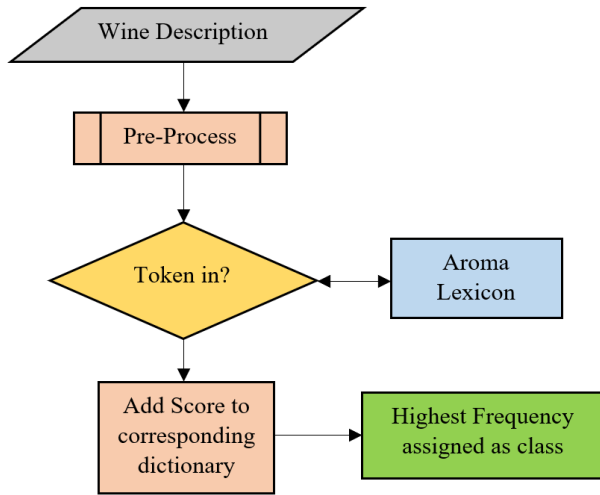 Wine Description
Pre-Process
Token in?
Aroma
Lexicon
Add Score to
corresponding
dictionary
Highest Frequency
assigned as class